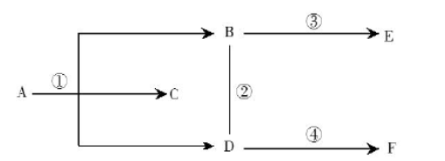 B ③ E
A ① C ②
D ④ F